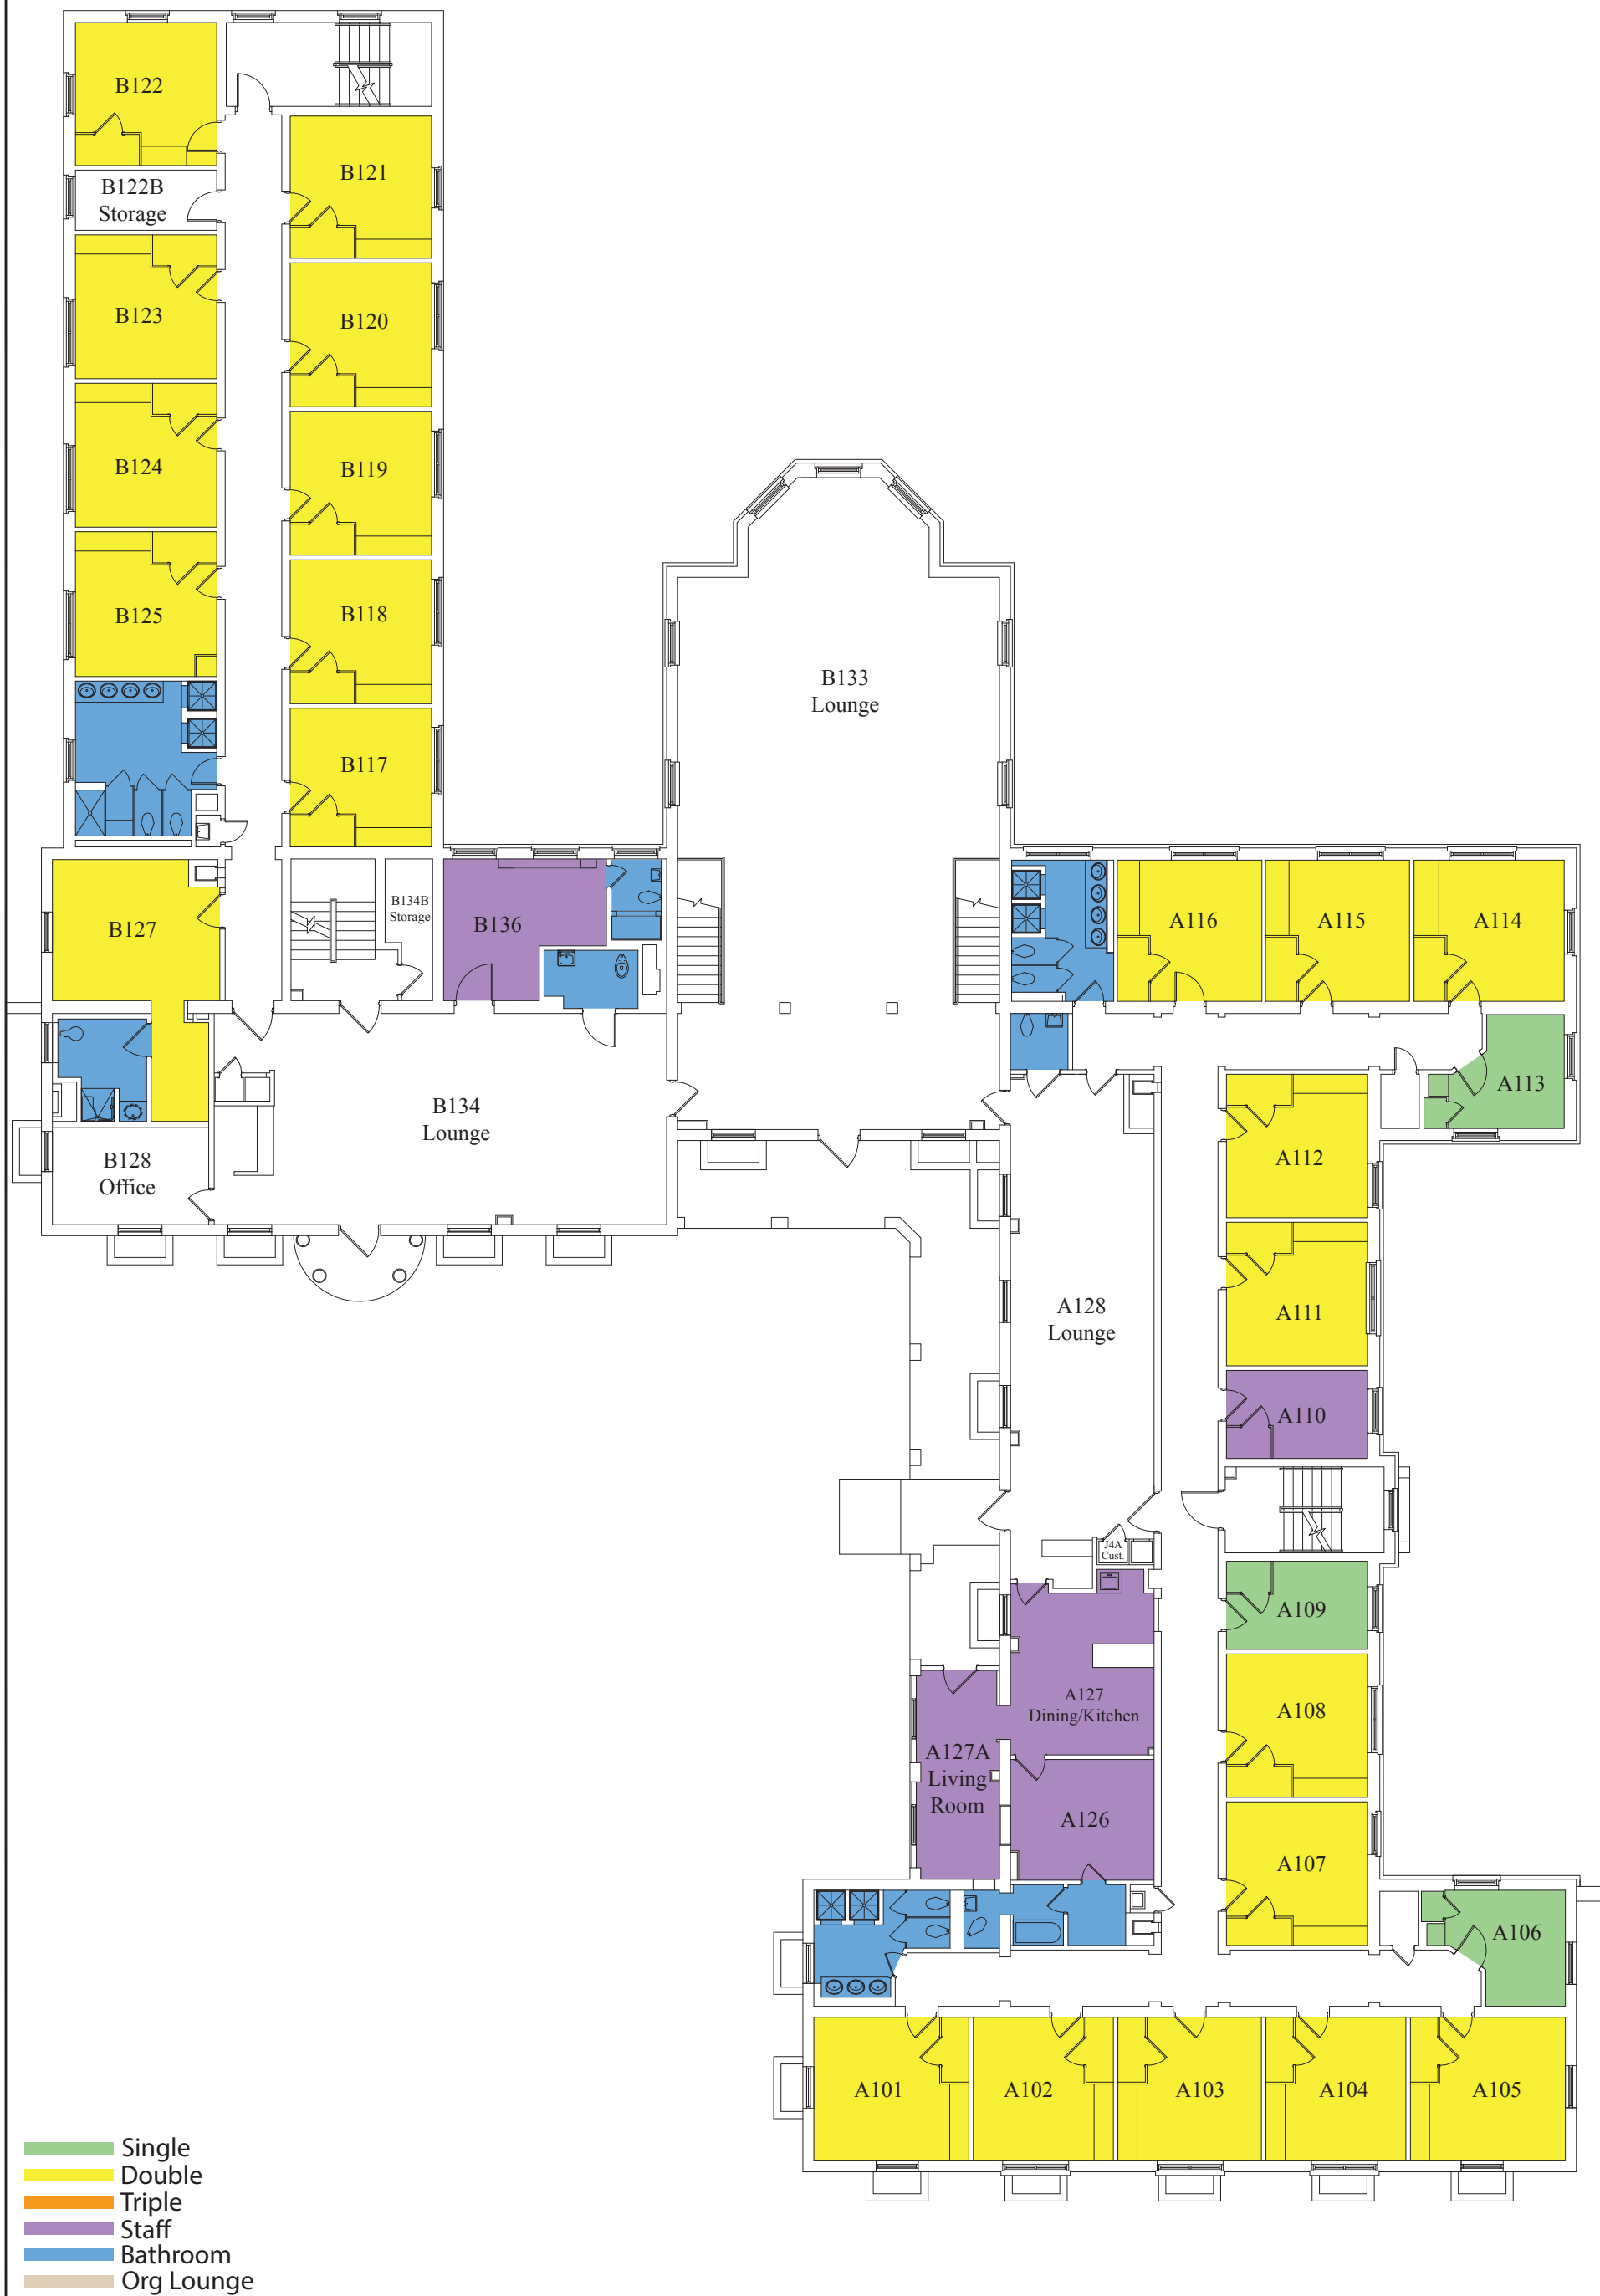 B122
B121
B122B
Storage
B123
B120
B124
B119
B125
B118
B133
Lounge
B117
B134B
Storage
B127
B136
A116
A115
A114
A113
B134
Lounge
A112
B128
Office
A128
Lounge
A111
A110
J4A
Cust.
A109
A127
Dining/Kitchen
A108
A127A
Living
Room
A126
A107
A106
A101
A102
A103
A104
A105
Single
Double
Triple
Staff
Bathroom
Org Lounge